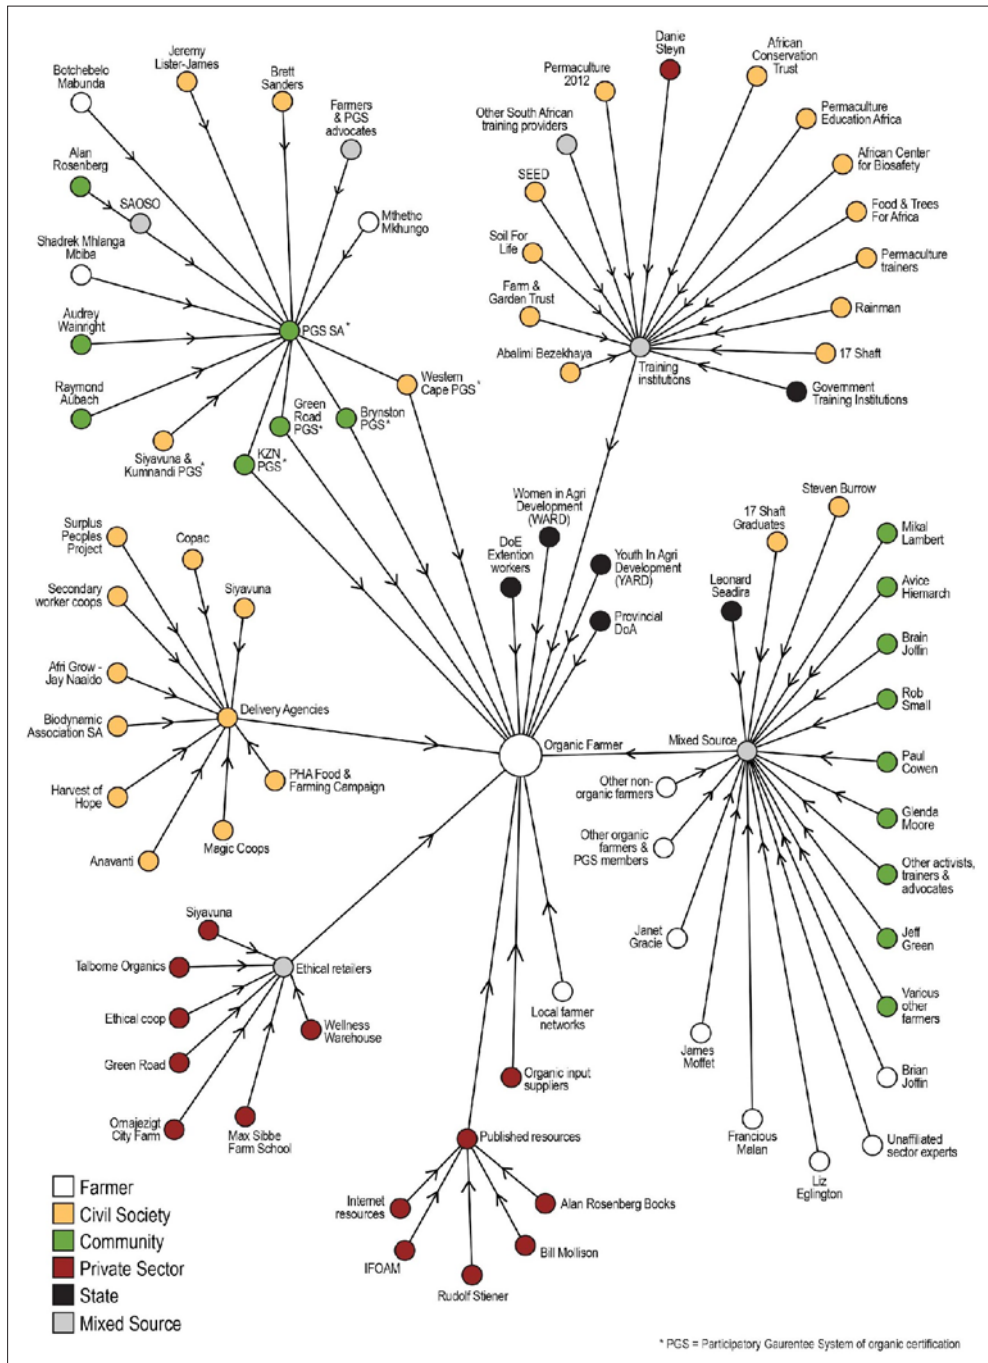 Botchebelo
Mabunda
Jeremy
Lister-James
Brett
Sanders
Farmers
& PGS
advocates
Alan
Rosenberg
SAOSO
Mthetho
Mkhungo
Shadrek Mhlanga
Mbiba
Audrey
Wainright
PGS SA*
Raymond
Aubach
Western
Cape PGS*
Green
Road
PGS*
Brynston
PGS*
Siyavuna &
Kumnandi PGS*
KZN
PGS*
Danie
Steyn
African
Conservation
Trust
Permaculture
2012
Other South African
training providers
Permaculture
Education Africa
African Center
for Biosafety
SEED
Food & Trees
For Africa
Soil For
Life
Permaculture
trainers
Farm &
Garden Trust
Rainman
Abalimi Bezekhaya
Training
institutions
17 Shaft
Government
Training Institutions
Women in Agri
Development
(WARD)
DoE
Extention
workers
Youth In Agri
Development
(YARD)
Provincial
DoA
Steven Burrow
17 Shaft
Graduates
Leonard
Seadira
Mikal
Lambert
Avice
Hiemarch
Brain
Joffin
Rob
Small
Paul
Cowen
Glenda
Moore
Other activists,
trainers &
advocates
Jeff
Green
Various
other
farmers
Brian
Joffin
Unaffiliated
sector experts
Liz
Eglington
Francious
Malan
James
Moffet
Janet
Gracie
Other organic
farmers &
PGS members
Other non-
organic farmers
Mixed Source
Organic Farmer
Surplus
Peoples
Project
Copac
Secondary
worker coops
Siyavuna
Afri Grow -
Jay Naaido
Delivery Agencies
Biodynamic
Association SA
PHA Food &
Farming Campaign
Harvest of
Hope
Magic Coops
Anavanti
Siyavuna
Talborne Organics
Ethical retailers
Ethical coop
Wellness
Warehouse
Green Road
Omajezigt
City Farm
Max Sibbe
Farm School
Local farmer
networks
Organic input
suppliers
Published resources
Internet
resources
Alan Rosenberg Books
IFOAM
Bill Mollison
Rudolf Stiener
Farmer
Civil Society
Community
Private Sector
State
Mixed Source
* PGS = Participatory Gaurentee System of organic certification